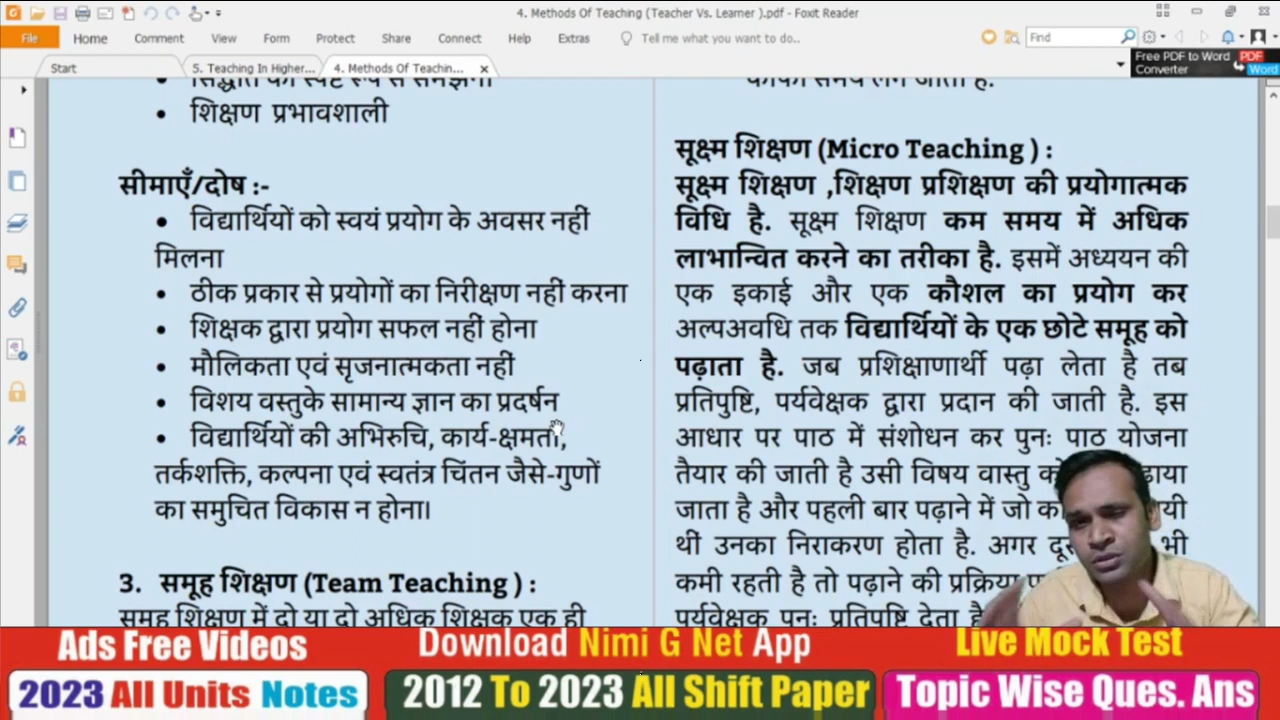 4. Methods Of Teaching (Teacher Vs. Learner ).pdf - Foxit Reader
File Home Comment View Form Protect Share Connect Help Extras Tell me what you want to do.. Find
Start 5. Teaching In Higher... 4. Methods Of Teachin...
Free PDF to Word Converter
PDF
Word
सिद्धांत को स्पष्ट रूप से समझना
• शिक्षण प्रभावशाली
सीमाएँ/दोष :-
• विद्यार्थियों को स्वयं प्रयोग के अवसर नहीं
मिलना
• ठीक प्रकार से प्रयोगों का निरीक्षण नहीं करना
• शिक्षक द्वारा प्रयोग सफल नहीं होना
• मौलिकता एवं सृजनात्मकता नहीं
• विशय वस्तुके सामान्य ज्ञान का प्रदर्षन
• विद्यार्थियों की अभिरुचि, कार्य-क्षमता,
तर्कशक्ति, कल्पना एवं स्वतंत्र चिंतन जैसे-गुणों
का समुचित विकास न होना।
3. समूह शिक्षण (Team Teaching ) :
समूह शिक्षण में दो या दो अधिक शिक्षक एक ही
काफी समय लग जाता है.
सूक्ष्म शिक्षण (Micro Teaching ) :
सूक्ष्म शिक्षण ,शिक्षण प्रशिक्षण की प्रयोगात्मक
विधि है. सूक्ष्म शिक्षण कम समय में अधिक
लाभान्वित करने का तरीका है. इसमें अध्ययन की
एक इकाई और एक कौशल का प्रयोग कर
अल्पअवधि तक विद्यार्थियों के एक छोटे समूह को
पढ़ाता है. जब प्रशिक्षाणार्थी पढ़ा लेता है तब
प्रतिपुष्टि, पर्यवेक्षक द्वारा प्रदान की जाती है. इस
आधार पर पाठ में संशोधन कर पुनः पाठ योजना
तैयार की जाती है उसी विषय वास्तु को
जाता है और पहली बार पढ़ाने में जो
थीं उनका निराकरण होता है. अगर भी
कमी रहती है तो पढ़ाने की प्रक्रिया
पर्यवेक्षक पुनः प्रतिपुष्टि देता है
Ads Free Videos
Download Nimi G Net App
Live Mock Test
2023 All Units Notes
2012 To 2023 All Shift Paper
Topic Wise Ques. Ans